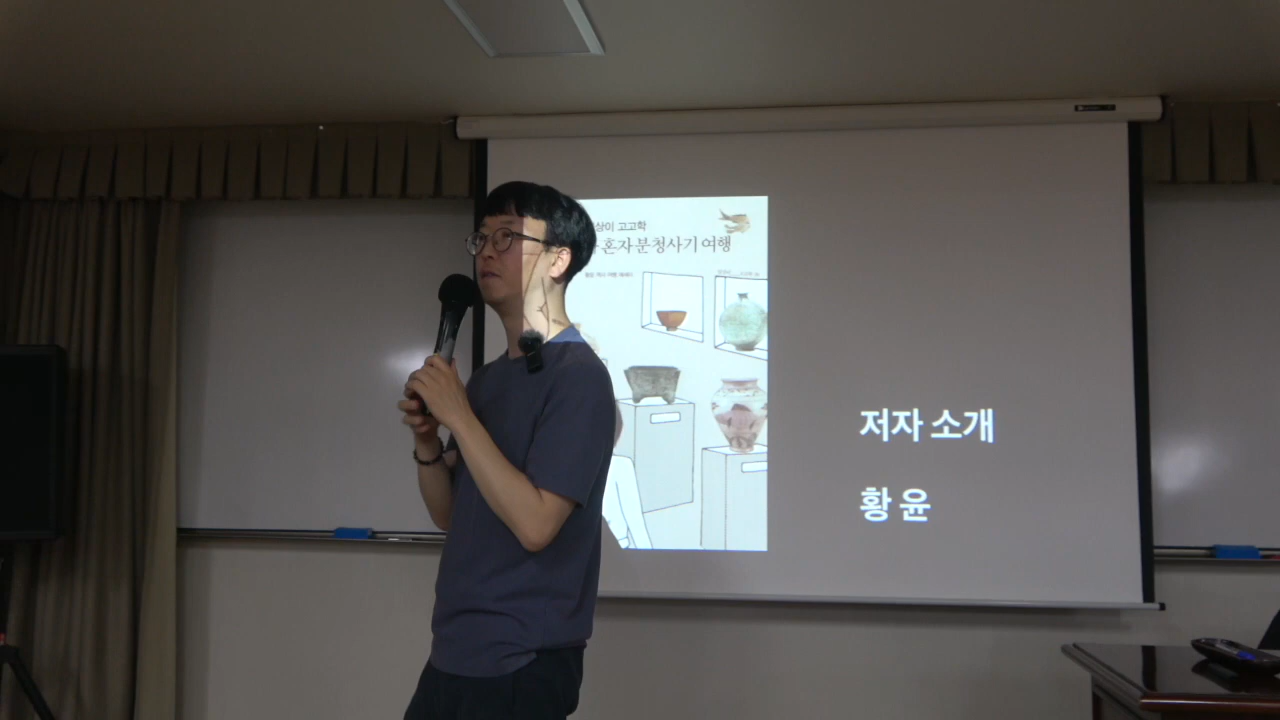 상이 고고학
혼자 분청사기 여행
저자 소개
황 윤